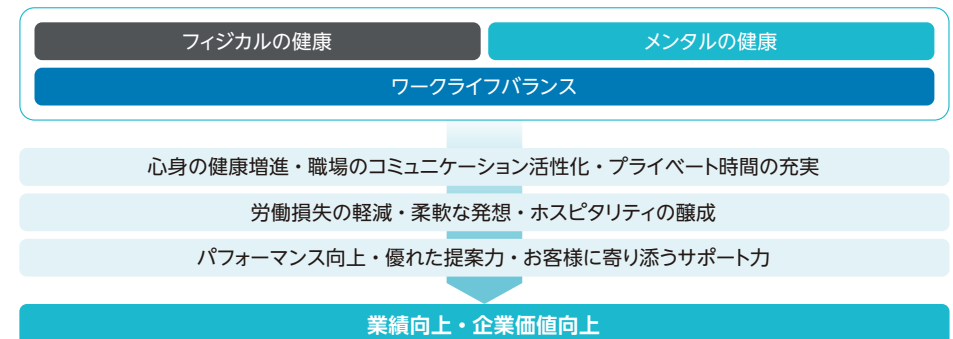 フィジカルの健康
メンタルの健康
ワークライフバランス
心身の健康増進・職場のコミュニケーション活性化・プライベート時間の充実
労働損失の軽減・柔軟な発想・ホスピタリティの醸成
パフォーマンス向上・優れた提案力・お客様に寄り添うサポート力
業績向上・企業価値向上